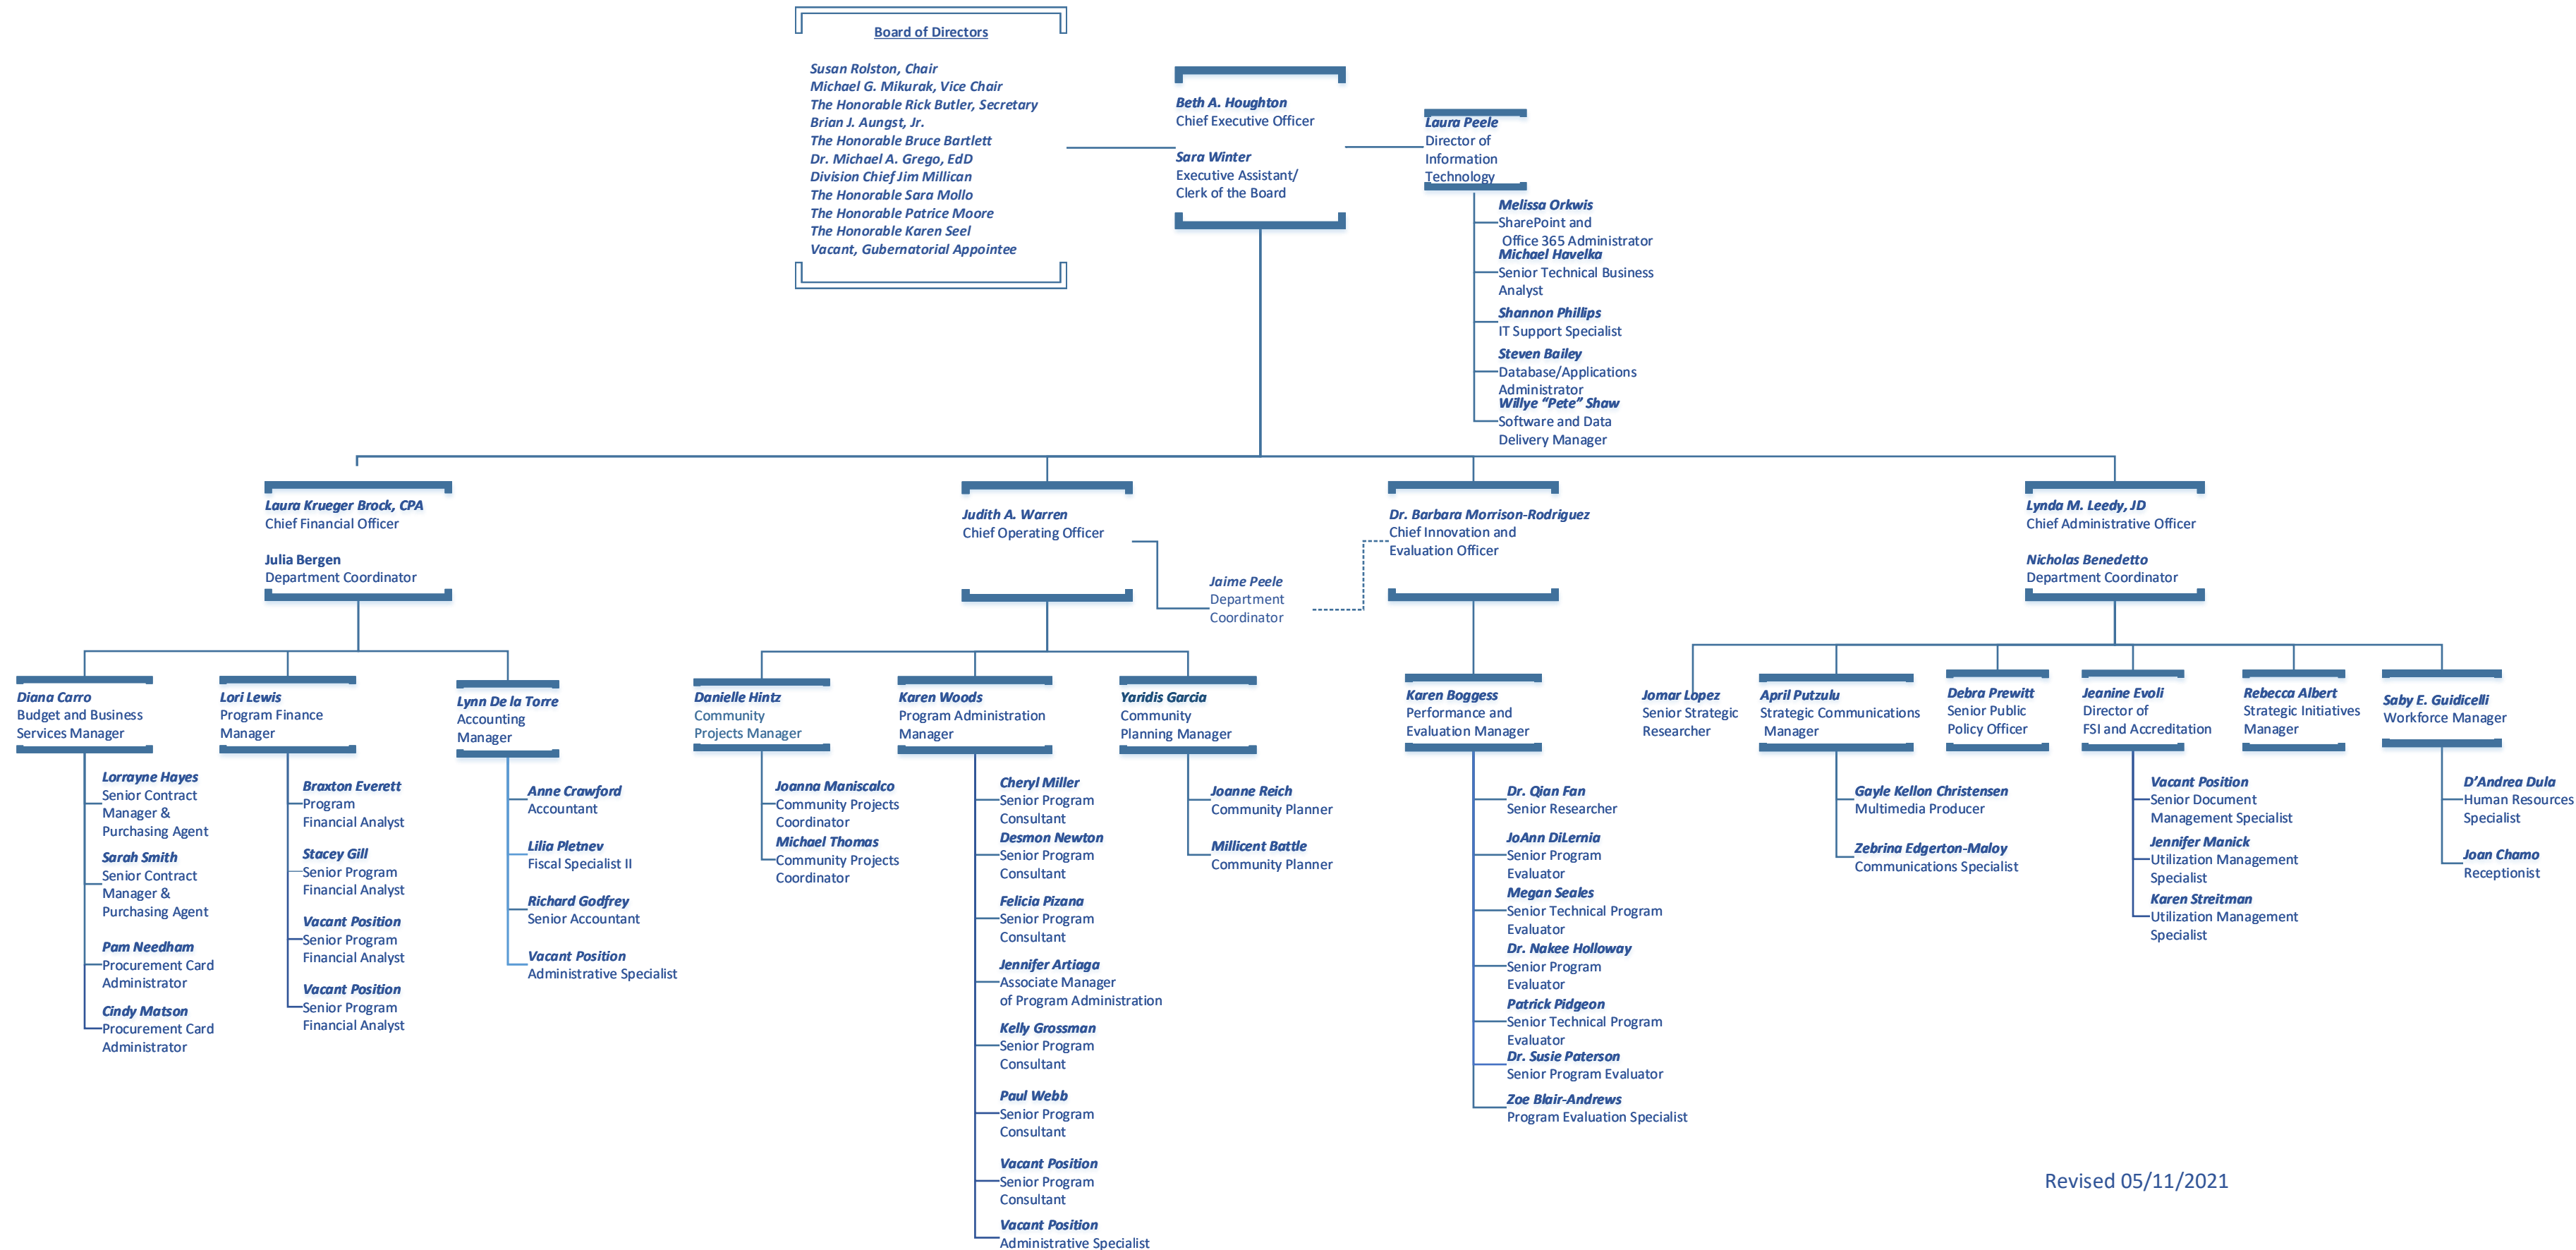 Board of Directors
Susan Rolston, Chair
Michael G. Mikurak, Vice Chair
The Honorable Rick Butler, Secretary
Brian J. Aungst, Jr.
The Honorable Bruce Bartlett
Dr. Michael A. Grego, EdD
Division Chief Jim Millican
The Honorable Sara Mollo
The Honorable Patrice Moore
The Honorable Karen Seel
Vacant, Gubernatorial Appointee
Beth A. Houghton
Chief Executive Officer
Sara Winter
Executive Assistant/
Clerk of the Board
Laura Peele
Director of
Information
Technology
Melissa Orkwis
SharePoint and
Office 365 Administrator
Michael Havelka
Senior Technical Business
Analyst
Shannon Phillips
IT Support Specialist
Steven Bailey
Database/Applications
Administrator
Willye “Pete” Shaw
Software and Data
Delivery Manager
Laura Krueger Brock, CPA
Chief Financial Officer
Julia Bergen
Department Coordinator
Judith A. Warren
Chief Operating Officer
Jaime Peele
Department
Coordinator
Dr. Barbara Morrison-Rodriguez
Chief Innovation and
Evaluation Officer
Lynda M. Leedy, JD
Chief Administrative Officer
Nicholas Benedetto
Department Coordinator
Diana Carro
Budget and Business
Services Manager
Lorrayne Hayes
Senior Contract
Manager &
Purchasing Agent
Sarah Smith
Senior Contract
Manager &
Purchasing Agent
Pam Needham
Procurement Card
Administrator
Cindy Matson
Procurement Card
Administrator
Lori Lewis
Program Finance
Manager
Braxton Everett
Program
Financial Analyst
Stacey Gill
Senior Program
Financial Analyst
Vacant Position
Senior Program
Financial Analyst
Vacant Position
Senior Program
Financial Analyst
Lynn De la Torre
Accounting
Manager
Anne Crawford
Accountant
Lilia Pletnev
Fiscal Specialist II
Richard Godfrey
Senior Accountant
Vacant Position
Administrative Specialist
Danielle Hintz
Community
Projects Manager
Joanna Maniscalco
Community Projects
Coordinator
Michael Thomas
Community Projects
Coordinator
Karen Woods
Program Administration
Manager
Cheryl Miller
Senior Program
Consultant
Desmon Newton
Senior Program
Consultant
Felicia Pizana
Senior Program
Consultant
Jennifer Artiaga
Associate Manager
of Program Administration
Kelly Grossman
Senior Program
Consultant
Paul Webb
Senior Program
Consultant
Vacant Position
Senior Program
Consultant
Vacant Position
Administrative Specialist
Yaridis Garcia
Community
Planning Manager
Joanne Reich
Community Planner
Millicent Battle
Community Planner
Karen Boggess
Performance and
Evaluation Manager
Dr. Qian Fan
Senior Researcher
JoAnn DiLernia
Senior Program
Evaluator
Megan Seales
Senior Technical Program
Evaluator
Dr. Nakee Holloway
Senior Program
Evaluator
Patrick Pidgeon
Senior Technical Program
Evaluator
Dr. Susie Paterson
Senior Program Evaluator
Zoe Blair-Andrews
Program Evaluation Specialist
Jomar Lopez
Senior Strategic
Researcher
April Putzulu
Strategic Communications
Manager
Gayle Kellon Christensen
Multimedia Producer
Zebrina Edgerton-Maloy
Communications Specialist
Debra Prewitt
Senior Public
Policy Officer
Jeanine Evoli
Director of
FSI and Accreditation
Vacant Position
Senior Document
Management Specialist
Jennifer Manick
Utilization Management
Specialist
Karen Streitman
Utilization Management
Specialist
Rebecca Albert
Strategic Initiatives
Manager
Saby E. Guidicelli
Workforce Manager
D’Andrea Dula
Human Resources
Specialist
Joan Chamo
Receptionist
Revised 05/11/2021